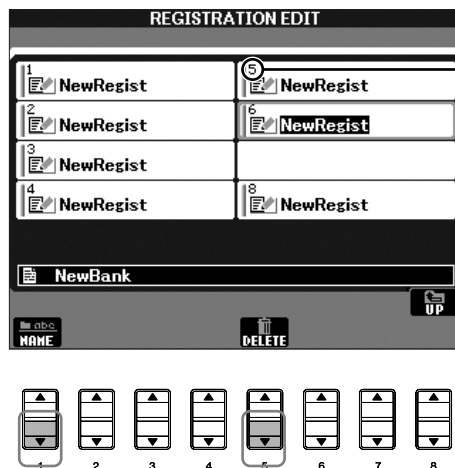 REGISTRATION EDIT
1 NewRegist
5 NewRegist
2 NewRegist
6 NewRegist
3 NewRegist
4 NewRegist
8 NewRegist
NewBank
UP
abc
NAME
DELETE
1 2 3 4 5 6 7 8